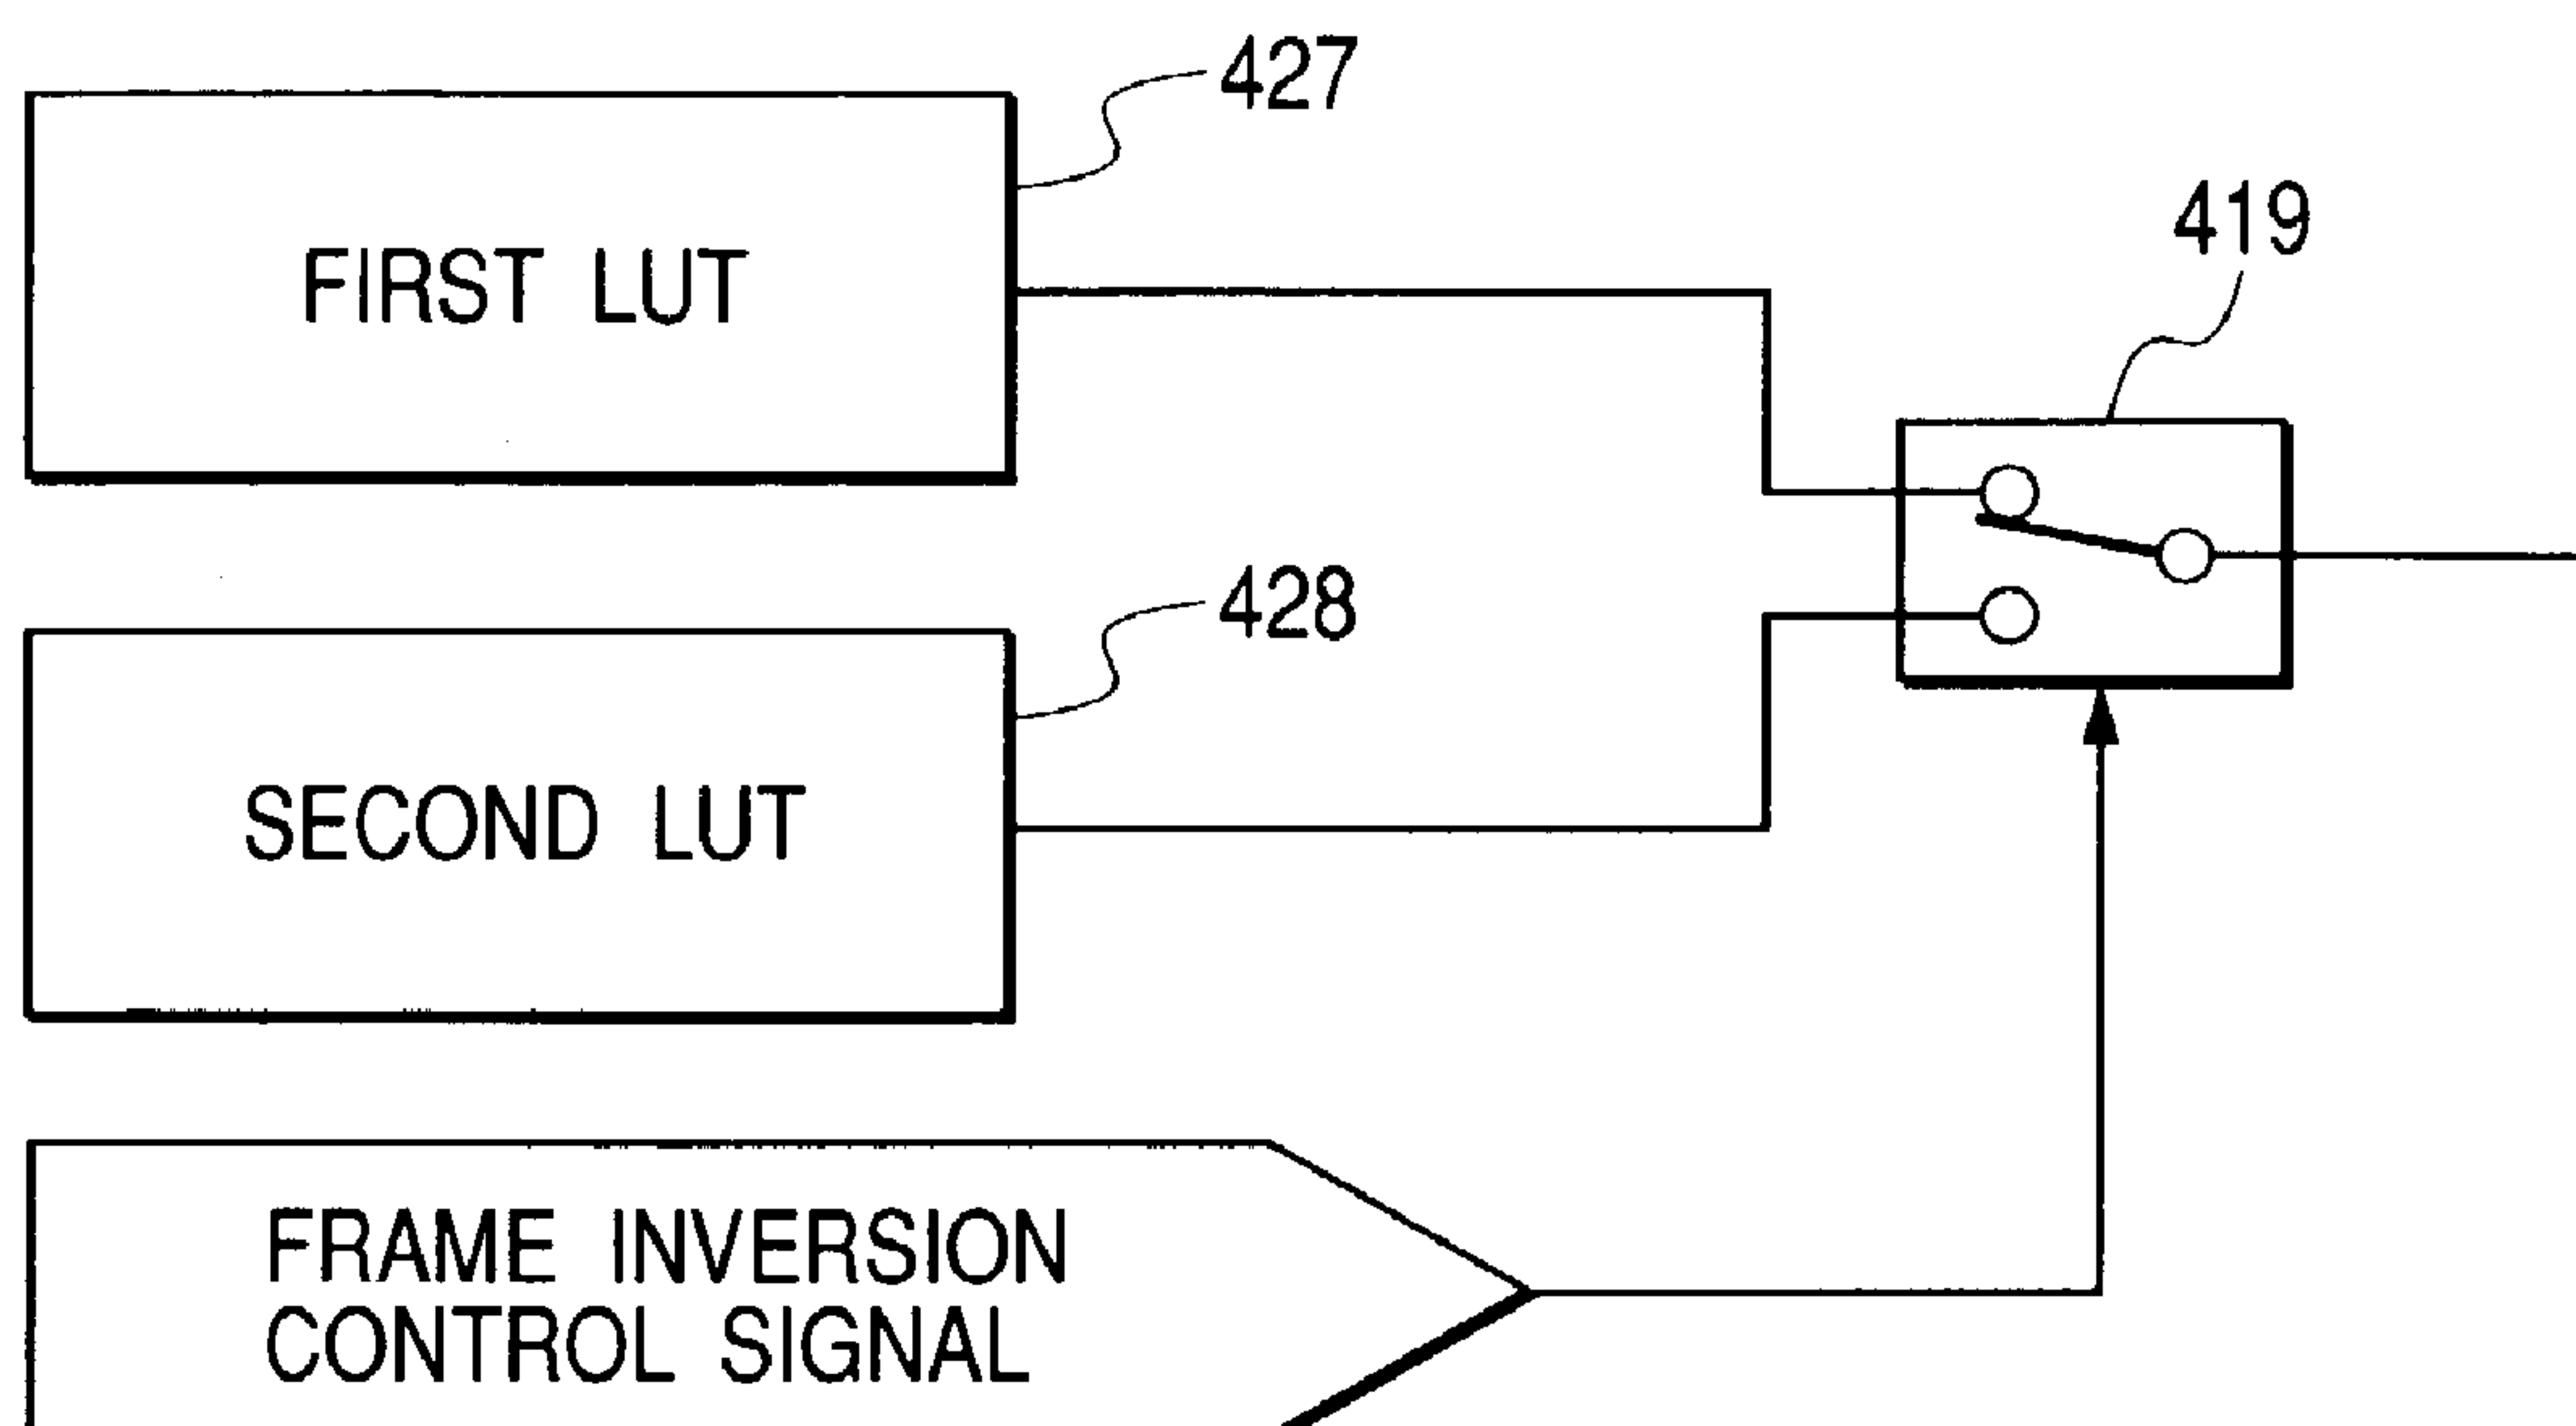 427
419
FIRST LUT
428
SECOND LUT
FRAME INVERSION
CONTROL SIGNAL